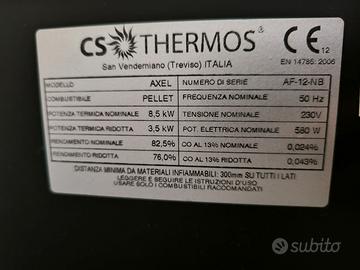 CS THERMOS®
San Vendemiano (Treviso) ITALIA
CE 12
EN 14785: 2006
MODELLO AXEL NUMERO DI SERIE AF-12-NB
COMBUSTIBILE PELLET FREQUENZA NOMINALE 50 Hz
POTENZA TERMICA NOMINALE 8,5 kW TENSIONE NOMINALE 230V
POTENZA TERMICA RIDOTTA 3,5 kW POT. ELETTRICA NOMINALE 580 W
RENDIMENTO NOMINALE 82,5% CO AL 13% NOMINALE 0,024%
RENDIMENTO RIDOTTA 76,0% CO AL 13% RIDOTTA 0,043%
DISTANZA MINIMA DA MATERIALI INFIAMMABILI: 300mm SU TUTTI I LATI
LEGGERE E SEGUIRE LE ISTRUZIONI D'USO
USARE SOLO I COMBUSTIBILI RACCOMANDATI
subito